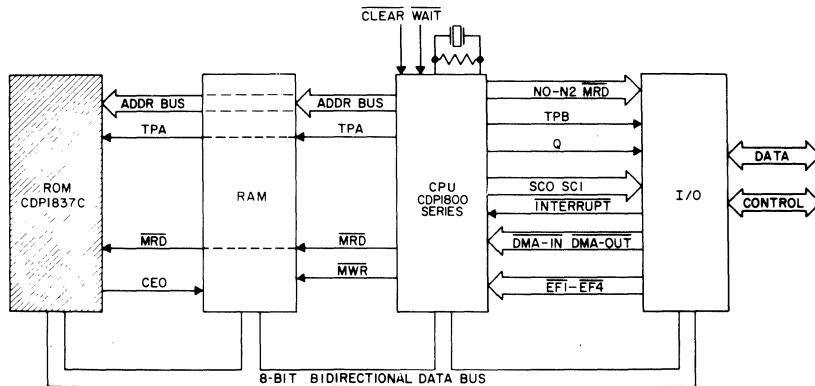 CLEAR WAIT
ADDR BUS
ADDR BUS
NO-N2 MRD
TPA
TPA
TPB
Q
DATA
ROM
CDP1837C
RAM
CPU
CDP1800
SERIES
I/O
SCO SCI
CONTROL
INTERRUPT
MRD
MRD
DMA-IN DMA-OUT
MWR
CEO
EF1-EF4
8-BIT BIDIRECTIONAL DATA BUS